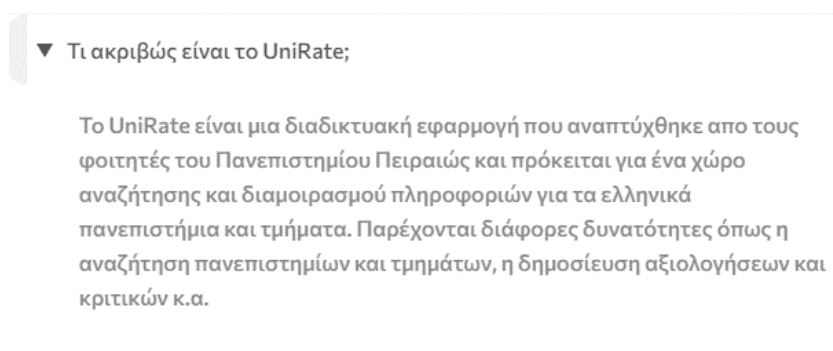 ▼ Τι ακριβώς είναι το UniRate;
Το UniRate είναι μια διαδικτυακή εφαρμογή που αναπτύχθηκε απο τους
φοιτητές του Πανεπιστημίου Πειραιώς και πρόκειται για ένα χώρο
αναζήτησης και διαμοιρασμού πληροφοριών για τα ελληνικά
πανεπιστήμια και τμήματα. Παρέχονται διάφορες δυνατότητες όπως η
αναζήτηση πανεπιστημίων και τμημάτων, η δημοσίευση αξιολογήσεων και
κριτικών κ.α.